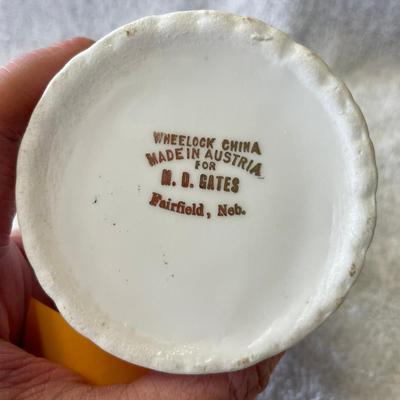 WHEELOCK CHINA
MADE IN AUSTRIA
FOR
M. D. GATES
Fairfield, Neb.